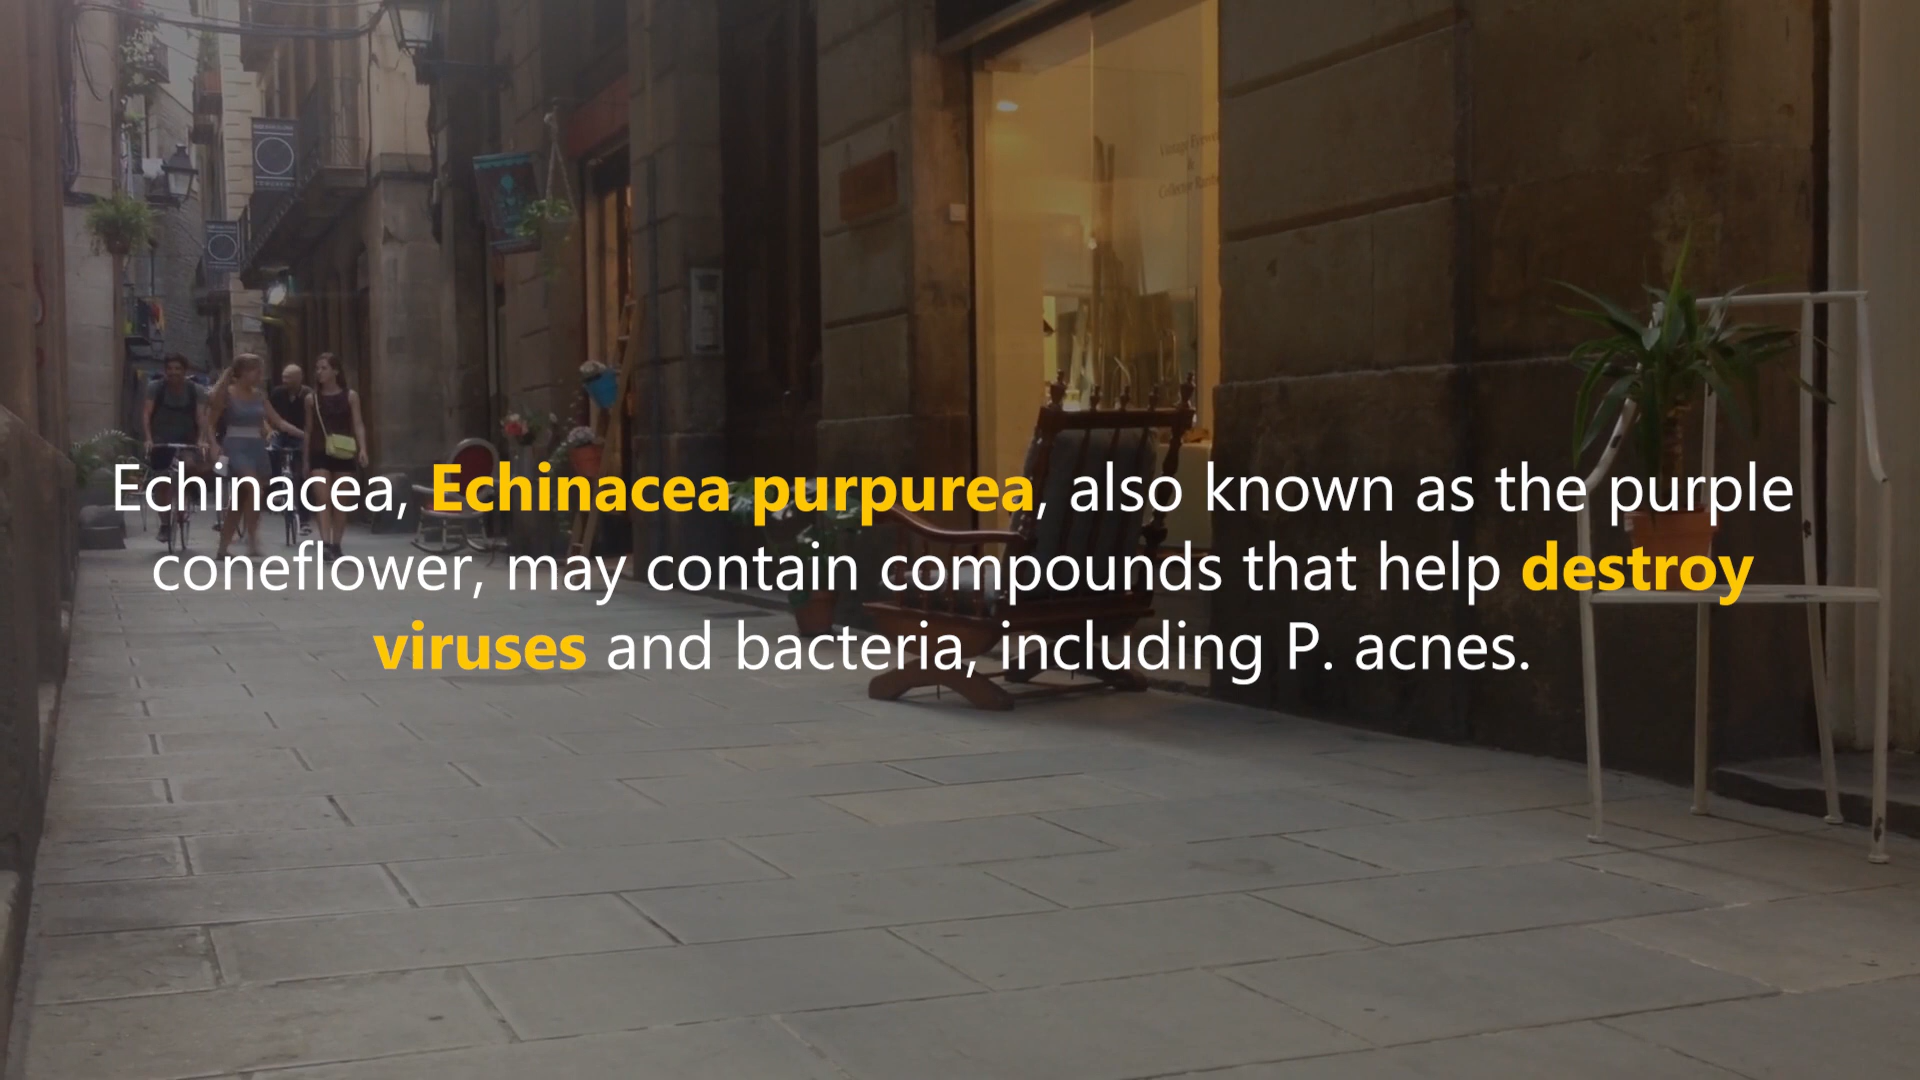 Echinacea, Echinacea purpurea, also known as the purple
coneflower, may contain compounds that help destroy
viruses and bacteria, including P. acnes.